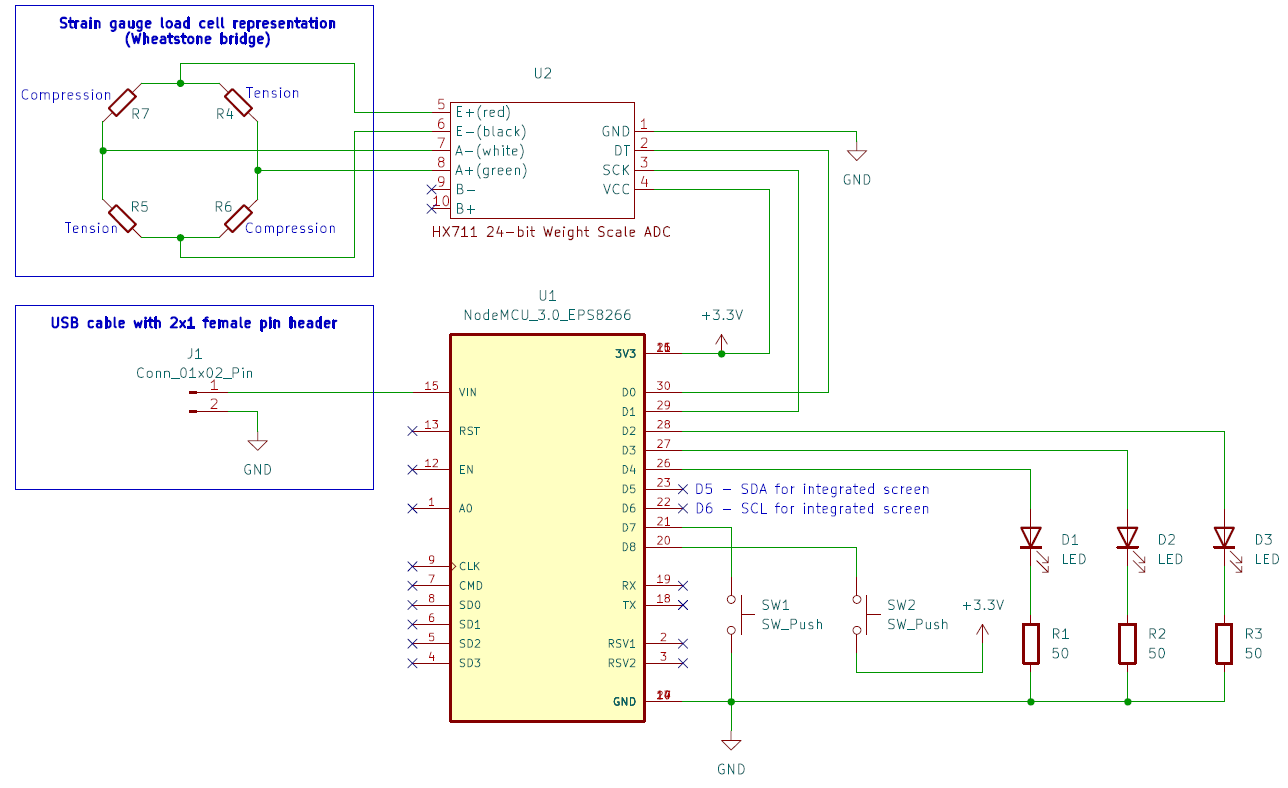 Strain gauge load cell representation
(Wheatstone bridge)
Compression
Tension
R7
R4
R5
R6
Tension
Compression
U2
5 E+(red)
6 E-(black)
7 A-(white)
8 A+(green)
9 B-
10 B+
GND 1
DT 2
SCK 3
VCC 4
HX711 24-bit Weight Scale ADC
GND
USB cable with 2x1 female pin header
J1
Conn_01x02_Pin
1
2
GND
U1
NodeMCU_3.0_EPS8266
+3.3V
15 VIN
13 RST
12 EN
1 A0
9 CLK
7 CMD
8 SD0
6 SD1
5 SD2
4 SD3
3V3
D0 30
D1 29
D2 28
D3 27
D4 26
D5 23 D5 - SDA for integrated screen
D6 22 D6 - SCL for integrated screen
D7 21
D8 20
RX 19
TX 18
RSV1 2
RSV2 3
GND
SW1
SW_Push
SW2
SW_Push
+3.3V
D1
LED
D2
LED
D3
LED
R1
50
R2
50
R3
50
GND